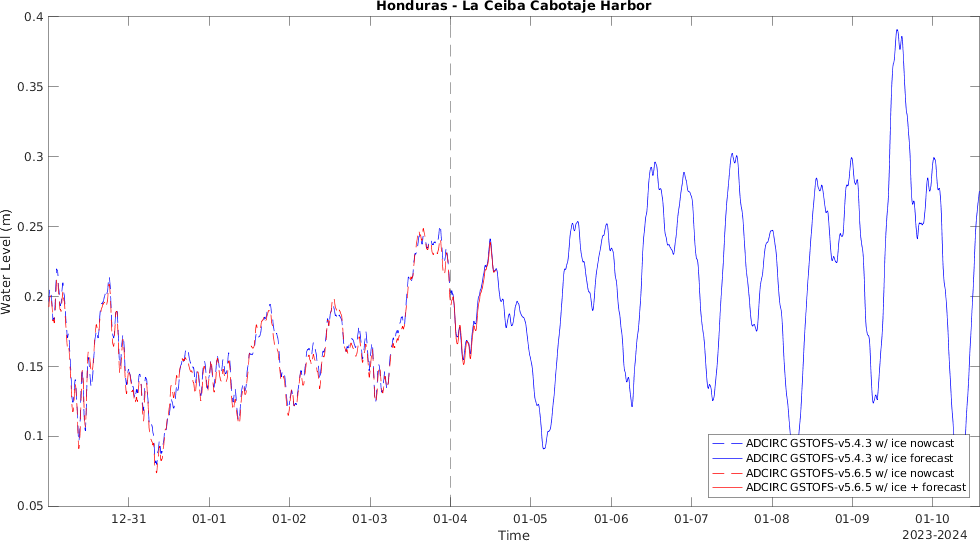 Honduras - La Ceiba Cabotaje Harbor
Water Level (m)
0.4
0.35
0.3
0.25
0.2
0.15
0.1
0.05
12-31
01-01
01-02
01-03
01-04
01-05
01-06
01-07
01-08
01-09
01-10
Time
2023-2024
ADCIRC GSTOFS-v5.4.3 w/ ice nowcast
ADCIRC GSTOFS-v5.4.3 w/ ice forecast
ADCIRC GSTOFS-v5.6.5 w/ ice nowcast
ADCIRC GSTOFS-v5.6.5 w/ ice + forecast